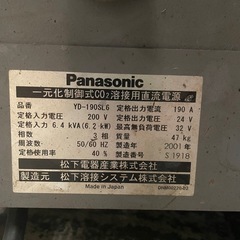 Panasonic
一元化制御式CO₂溶接用直流電源
品番 YD-190SL6 定格出力電流 190 A
定格入力電圧 200 V 定格出力電圧 24 V
定格入力 6.4 kVA (6.2 kW) 最高無負荷電圧 32 V
相数 3 相 質量 47 kg
周波数 50/60 HZ 製造年 2001 年
定格使用率 40 % 製造番号 S1918
松下電器産業株式会社
製造元 松下溶接システム株式会社
Made in Japan